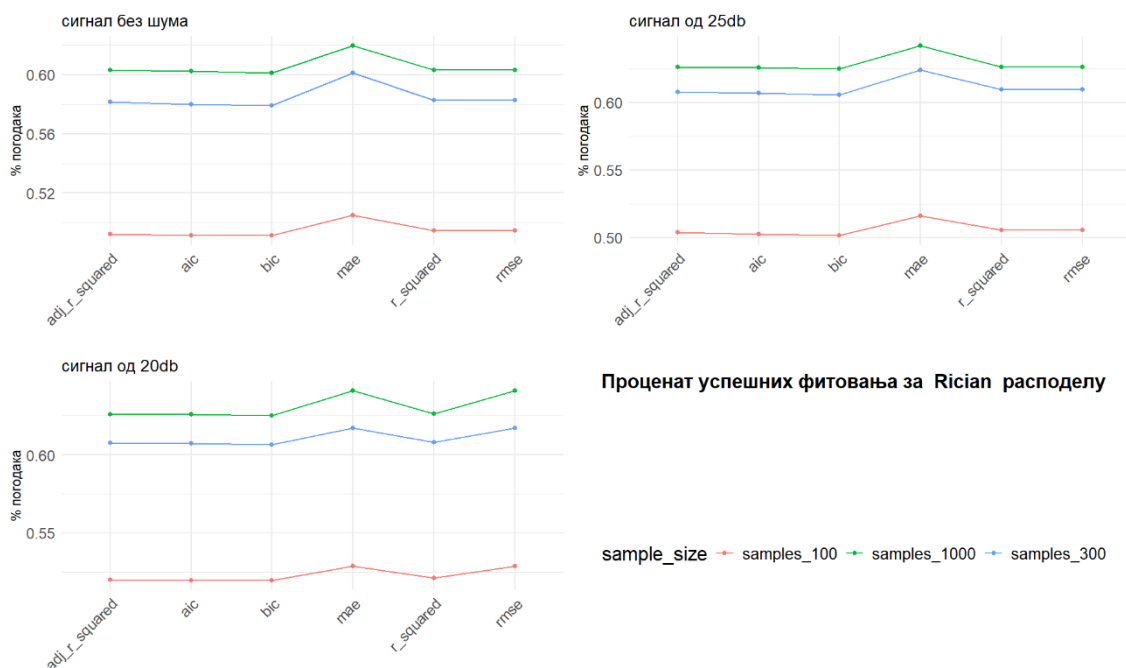 сигнал без шума
% погодака
0.60
0.56
0.52
adj_r_squared
aic
bic
mae
r_squared
rmse
сигнал од 25db
% погодака
0.60
0.55
0.50
adj_r_squared
aic
bic
mae
r_squared
rmse
сигнал од 20db
% погодака
0.60
0.55
adj_r_squared
aic
bic
mae
r_squared
rmse
Проценат успешних фитовања за Rician расподелу
sample_size samples_100 samples_1000 samples_300